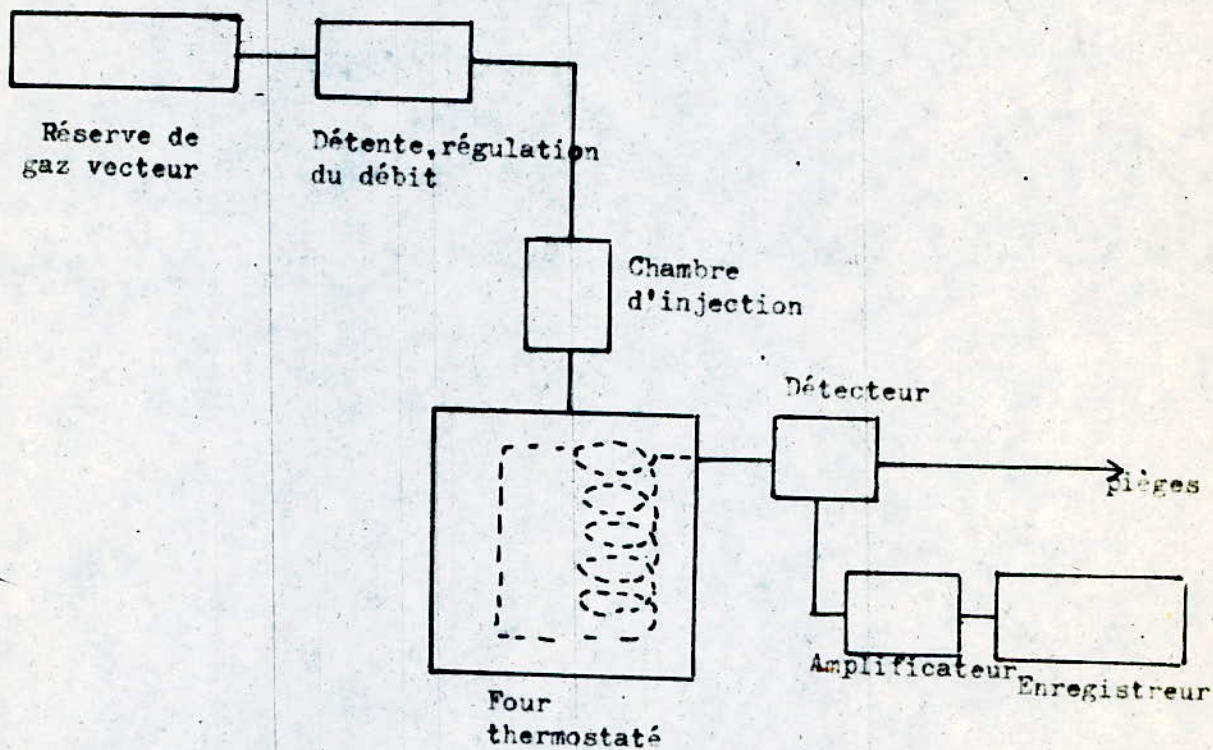 Réserve de
gaz vecteur
Détente, régulation
du débit
Chambre
d'injection
Détecteur
pièges
Amplificateur
Enregistreur
Four
thermostaté